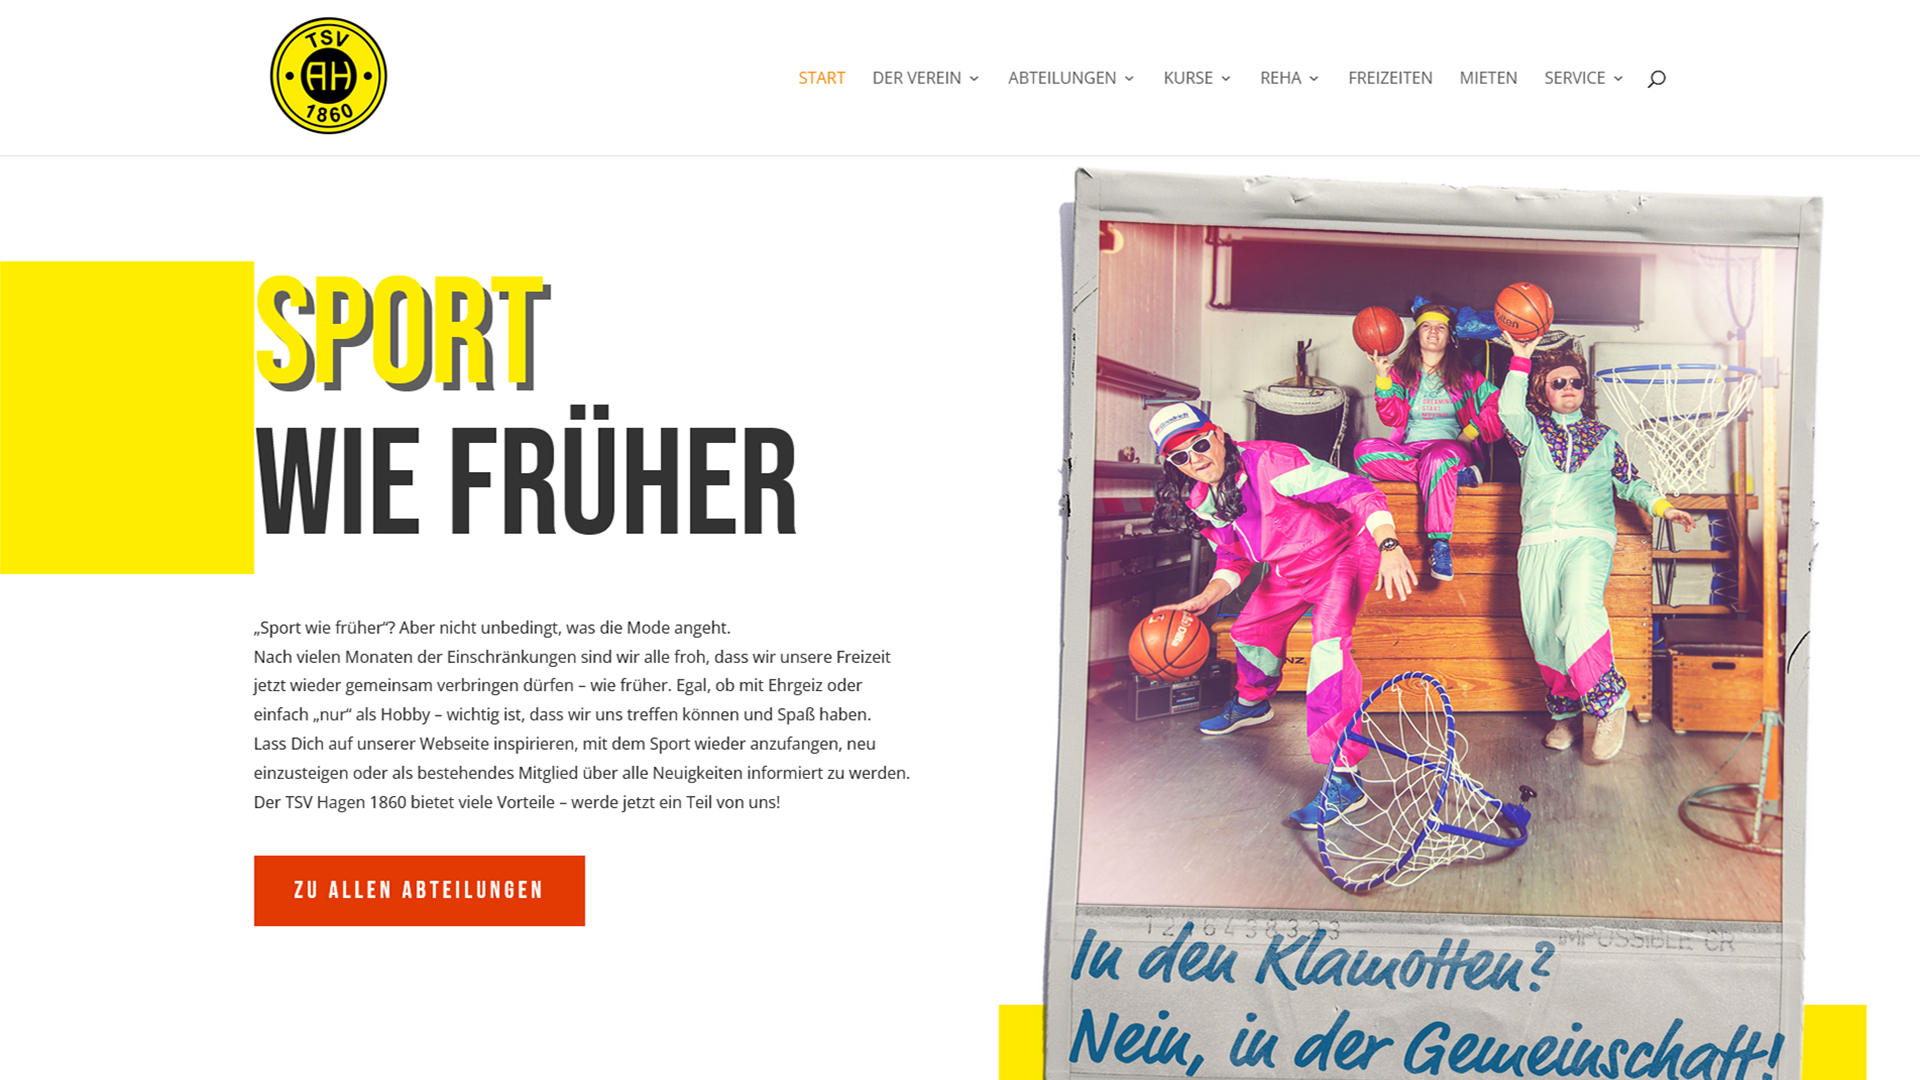 TSV
AH
1860
START
DER VEREIN
ABTEILUNGEN
KURSE
REHA
FREIZEITEN
MIETEN
SERVICE
SPORT
WIE FRÜHER
„Sport wie früher“? Aber nicht unbedingt, was die Mode angeht.
Nach vielen Monaten der Einschränkungen sind wir alle froh, dass wir unsere Freizeit
jetzt wieder gemeinsam verbringen dürfen – wie früher. Egal, ob mit Ehrgeiz oder
einfach „nur“ als Hobby – wichtig ist, dass wir uns treffen können und Spaß haben.
Lass Dich auf unserer Webseite inspirieren, mit dem Sport wieder anzufangen, neu
einzusteigen oder als bestehendes Mitglied über alle Neuigkeiten informiert zu werden.
Der TSV Hagen 1860 bietet viele Vorteile – werde jetzt ein Teil von uns!
ZU ALLEN ABTEILUNGEN
IMPOSSIBLE CR
In den Klamotten?
Nein, in der Gemeinschaft!